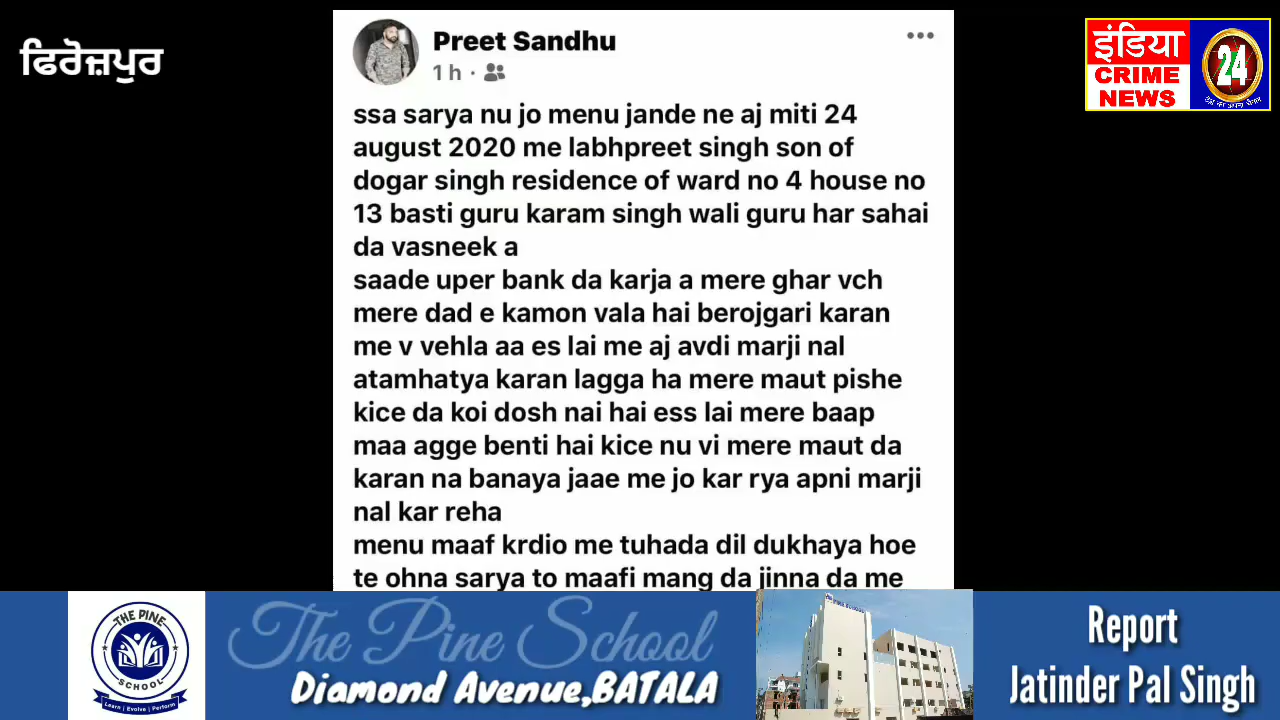 ਫਿਰੋਜ਼ਪੁਰ
Preet Sandhu
1 h ·
ssa sarya nu jo menu jande ne aj miti 24
august 2020 me labhpreet singh son of
dogar singh residence of ward no 4 house no
13 basti guru karam singh wali guru har sahai
da vasneek a
saade uper bank da karja a mere ghar vch
mere dad e kamon vala hai berojgari karan
me v vehla aa es lai me aj avdi marji nal
atamhatya karan lagga ha mere maut pishe
kice da koi dosh nai hai ess lai mere baap
maa agge benti hai kice nu vi mere maut da
karan na banaya jaae me jo kar rya apni marji
nal kar reha
menu maaf krdio me tuhada dil dukhaya hoe
te ohna sarya to maafi mang da jinna da me
इंडिया
CRIME
NEWS
24
THE PINE
SCHOOL
Learn | Evolve | Perform
The Pine School
Diamond Avenue,BATALA
Report
Jatinder Pal Singh